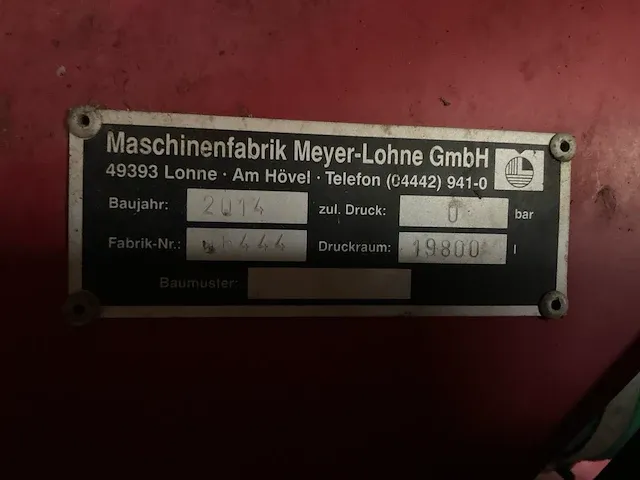 Maschinenfabrik Meyer-Lohne GmbH
49393 Lohne · Am Hövel · Telefon (04442) 941-0
Baujahr: 2014 zul. Druck: 0 bar
Fabrik-Nr.: Druckraum: 19800 l
Baumuster: